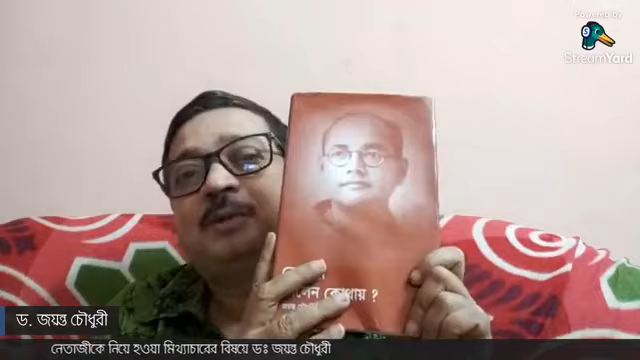 Powered by
StreamYard
লেন কোথায় ?
ড. জয়ন্ত চৌধুরী
নেতাজীকে নিয়ে হওয়া মিথ্যাচারের বিষয়ে ডঃ জয়ন্ত চৌধুরী